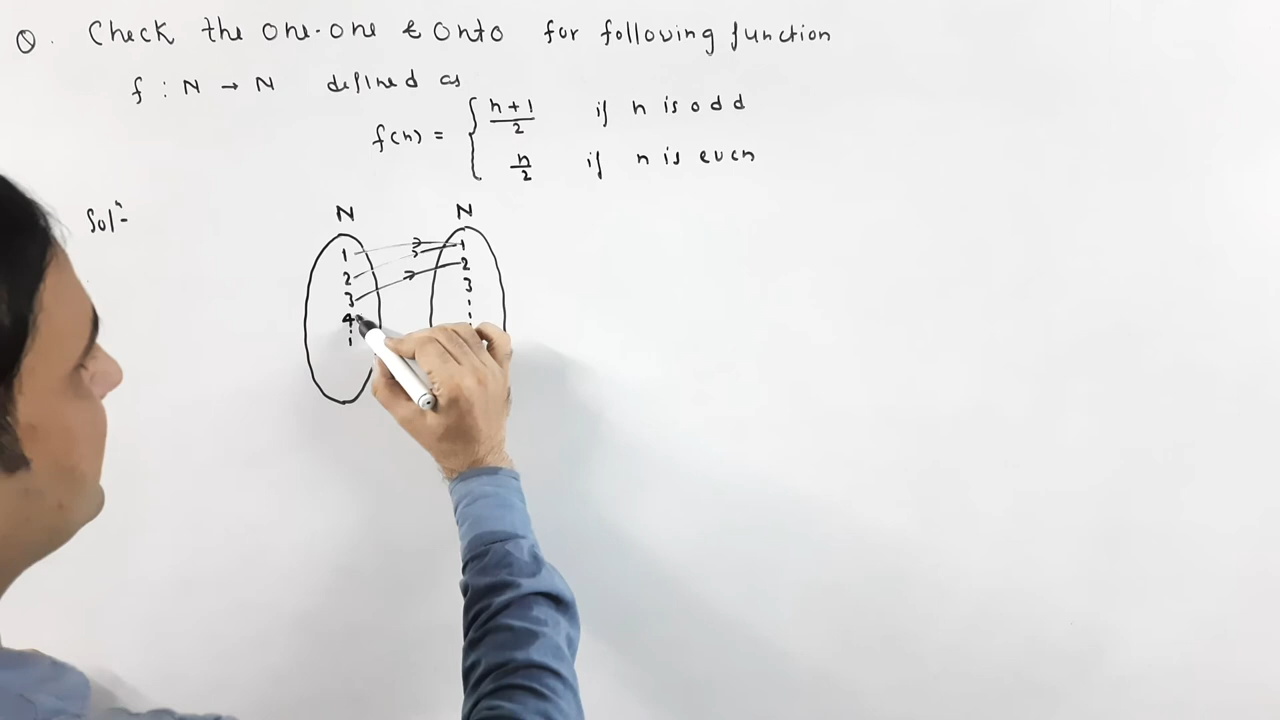 Q. Check the one-one & onto for following function
f : N → N defined as
f(n) = { n+1/2 if n is odd
n/2 if n is even
Solⁿ-
N N
1 1
2 2
3 3
4